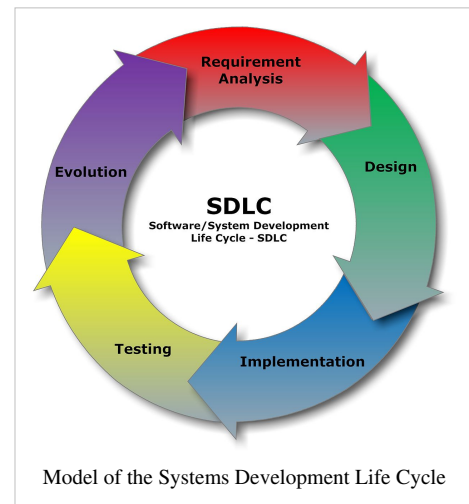 Requirement
Analysis
Design
Evolution
SDLC
Software/System Development
Life Cycle - SDLC
Testing
Implementation
Model of the Systems Development Life Cycle